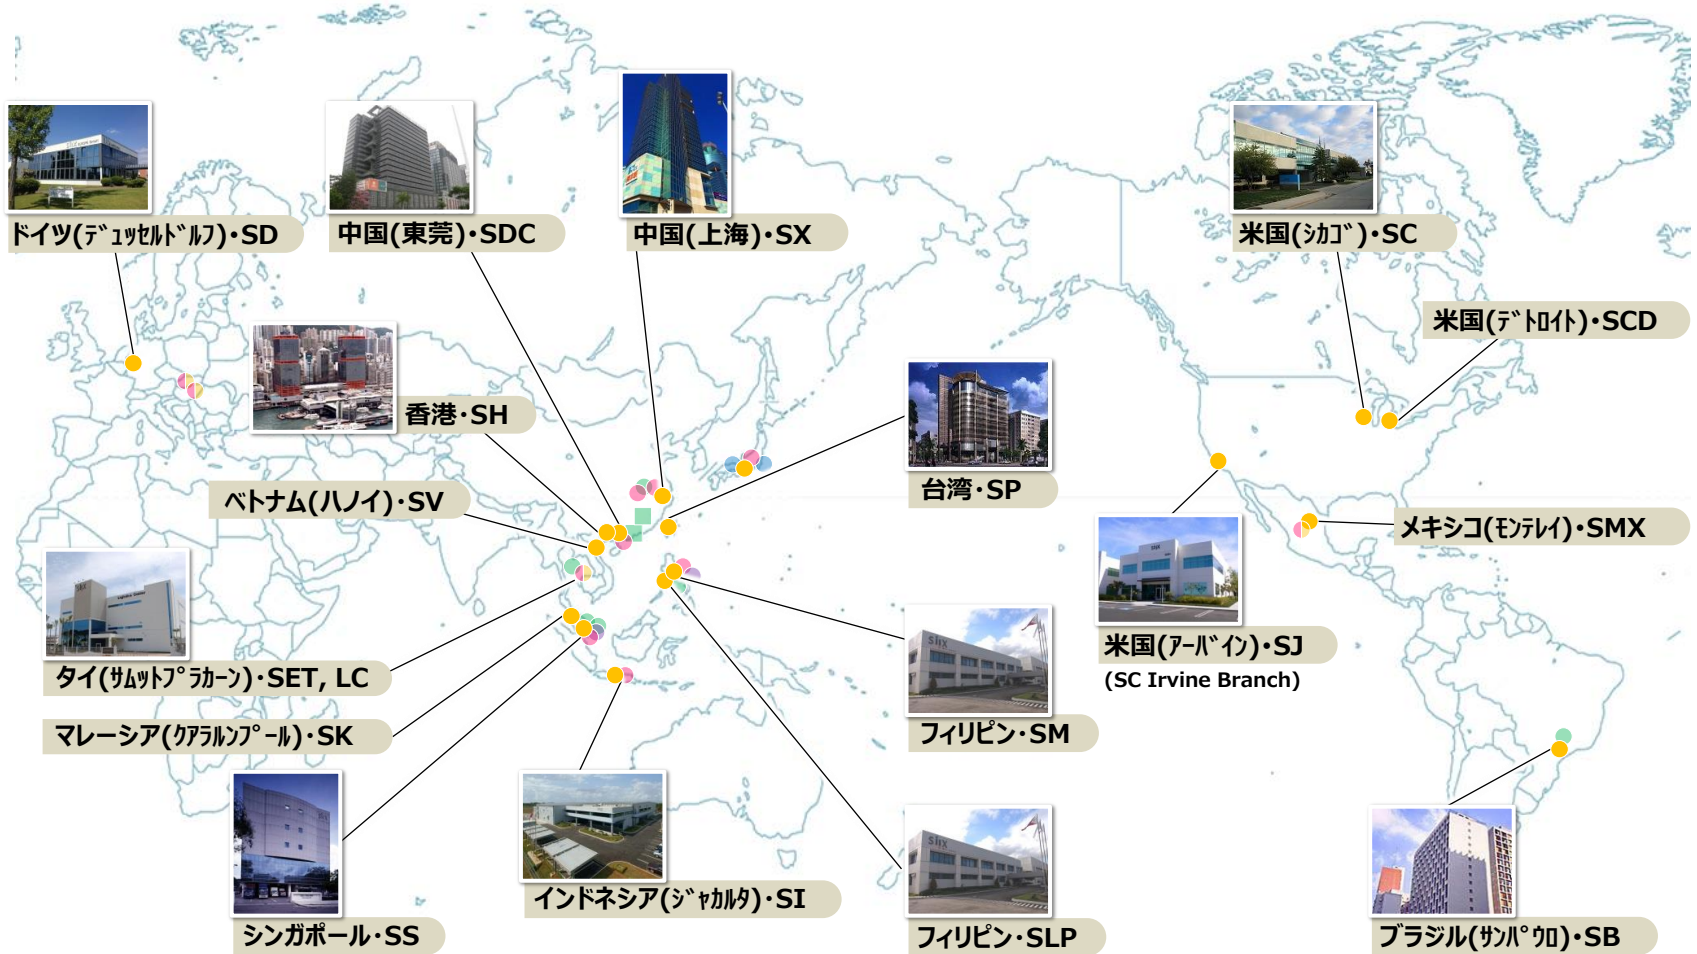 ドイツ(ﾃﾞｭｯｾﾙﾄﾞﾙﾌ)・SD
中国(東莞)・SDC
中国(上海)・SX
米国(ｼｶｺﾞ)・SC
米国(ﾃﾞﾄﾛｲﾄ)・SCD
香港・SH
ベトナム(ハノイ)・SV
台湾・SP
メキシコ(ﾓﾝﾃﾚｲ)・SMX
タイ(ｻﾑｯﾄﾌﾟﾗｶｰﾝ)・SET, LC
米国(ｱｰﾊﾞｲﾝ)・SJ
(SC Irvine Branch)
マレーシア(ｸｱﾗﾙﾝﾌﾟｰﾙ)・SK
SIIX
フィリピン・SM
シンガポール・SS
インドネシア(ｼﾞｬｶﾙﾀ)・SI
SIIX
フィリピン・SLP
ブラジル(ｻﾝﾊﾟｳﾛ)・SB